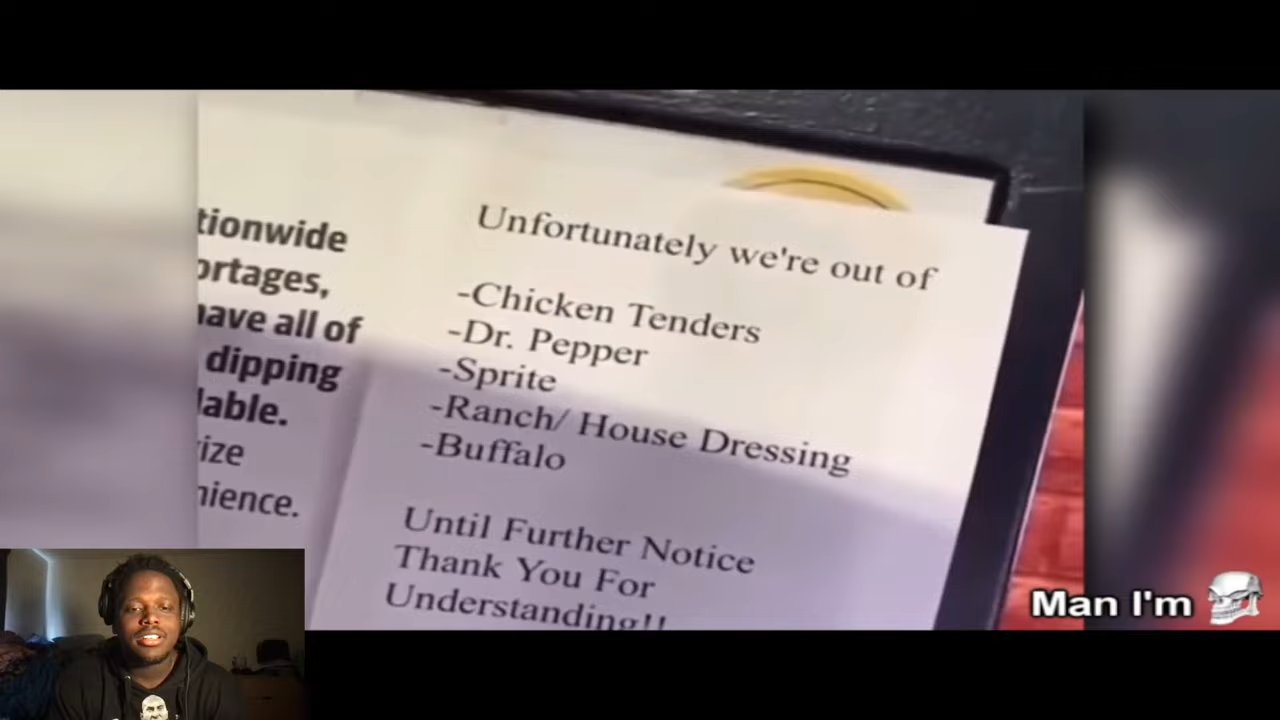 tionwide
ortages,
have all of
dipping
lable.
ize
nience.
Unfortunately we're out of
-Chicken Tenders
-Dr. Pepper
-Sprite
-Ranch/ House Dressing
-Buffalo
Until Further Notice
Thank You For
Understanding!!
Man I'm